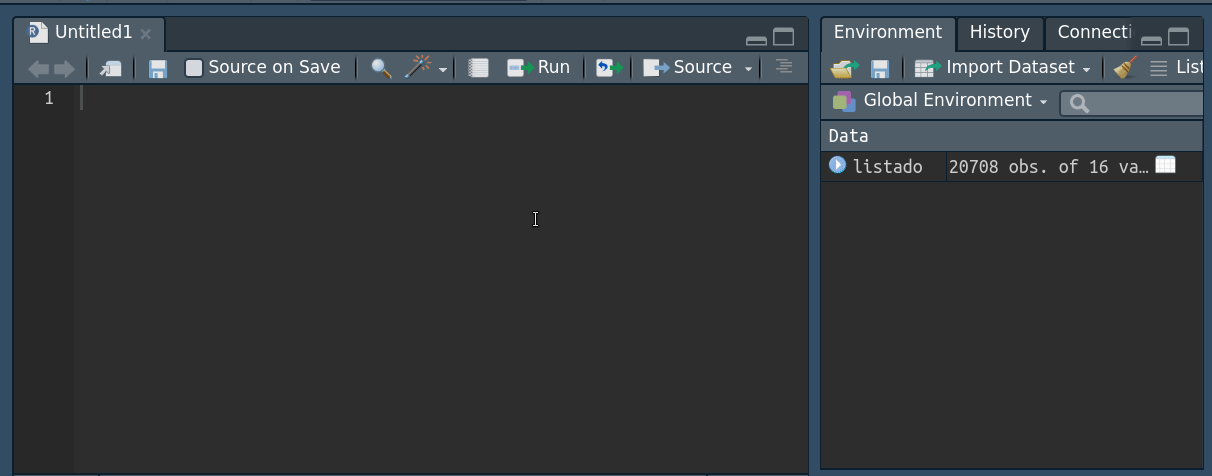 Untitled1
Source on Save
Run
Source
1
Environment
History
Connecti
Import Dataset
List
Global Environment
Data
listado
20708 obs. of 16 va…